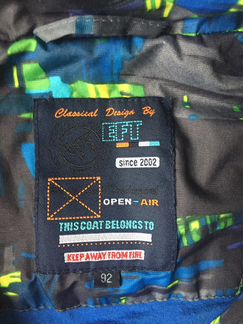 Classical Design By
EFT
since 2002
OPEN-AIR
THIS COAT BELONGS TO
KEEP AWAY FROM FIRE
92